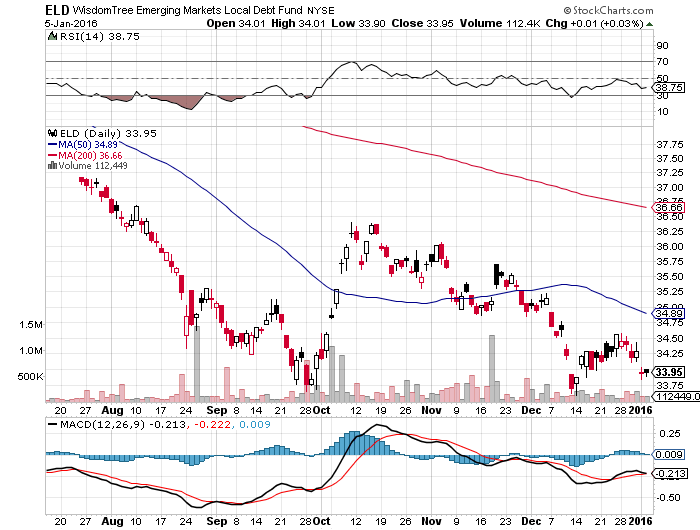 ELD WisdomTree Emerging Markets Local Debt Fund NYSE © StockCharts.com
5-Jan-2016 Open 34.01 High 34.01 Low 33.90 Close 33.95 Volume 112.4K Chg +0.01 (+0.03%)
RSI(14) 38.75
90
70
50
38.75
30
10
ELD (Daily) 33.95
MA(50) 34.89
MA(200) 36.66
Volume 112,449
37.75
37.50
37.25
37.00
36.66
36.50
36.25
36.00
35.75
35.50
35.25
34.89
34.75
34.50
34.25
33.95
33.75
1.5M
1.0M
500K
112449.0
20 27 Aug 10 17 24 Sep 8 14 21 28 Oct 12 19 26 Nov 9 16 23 Dec 7 14 21 28 2016
MACD(12,26,9) -0.213, -0.222, 0.009
0.25
0.009
-0.213
-0.50
20 27 Aug 10 17 24 Sep 8 14 21 28 Oct 12 19 26 Nov 9 16 23 Dec 7 14 21 28 2016